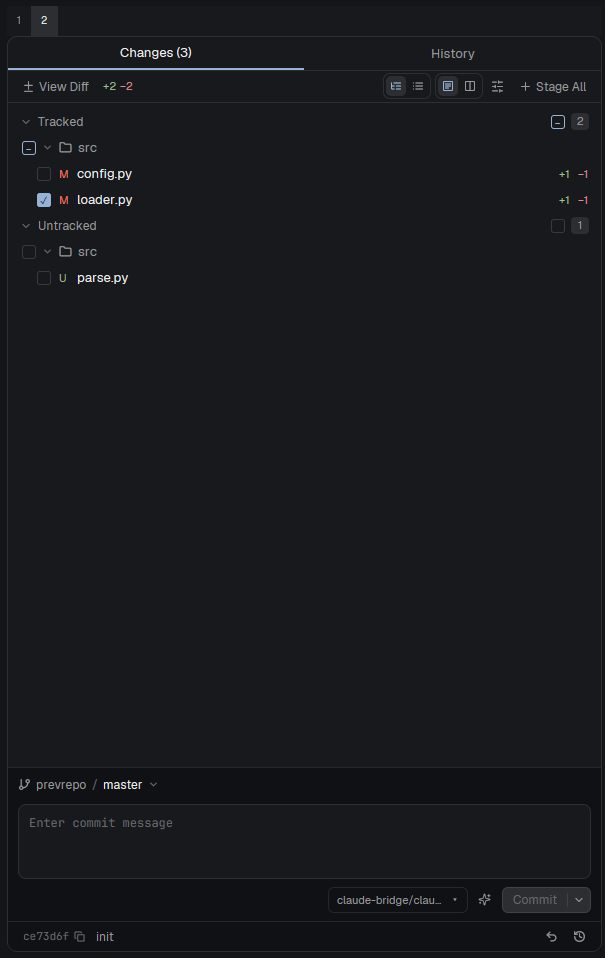 1 2
Changes (3) History
View Diff +2 −2 Stage All
Tracked 2
src
M config.py +1 −1
M loader.py +1 −1
Untracked 1
src
U parse.py
prevrepo / master
Enter commit message
claude-bridge/clau... Commit
ce73d6f init